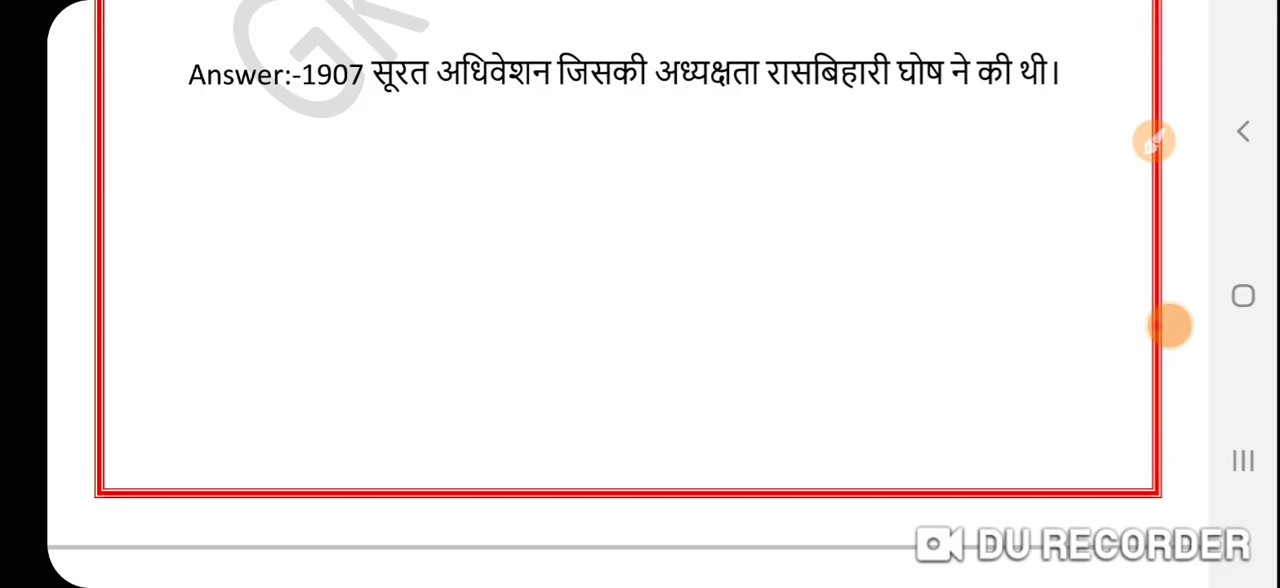 Answer:-1907 सूरत अधिवेशन जिसकी अध्यक्षता रासबिहारी घोष ने की थी।
DU RECORDER